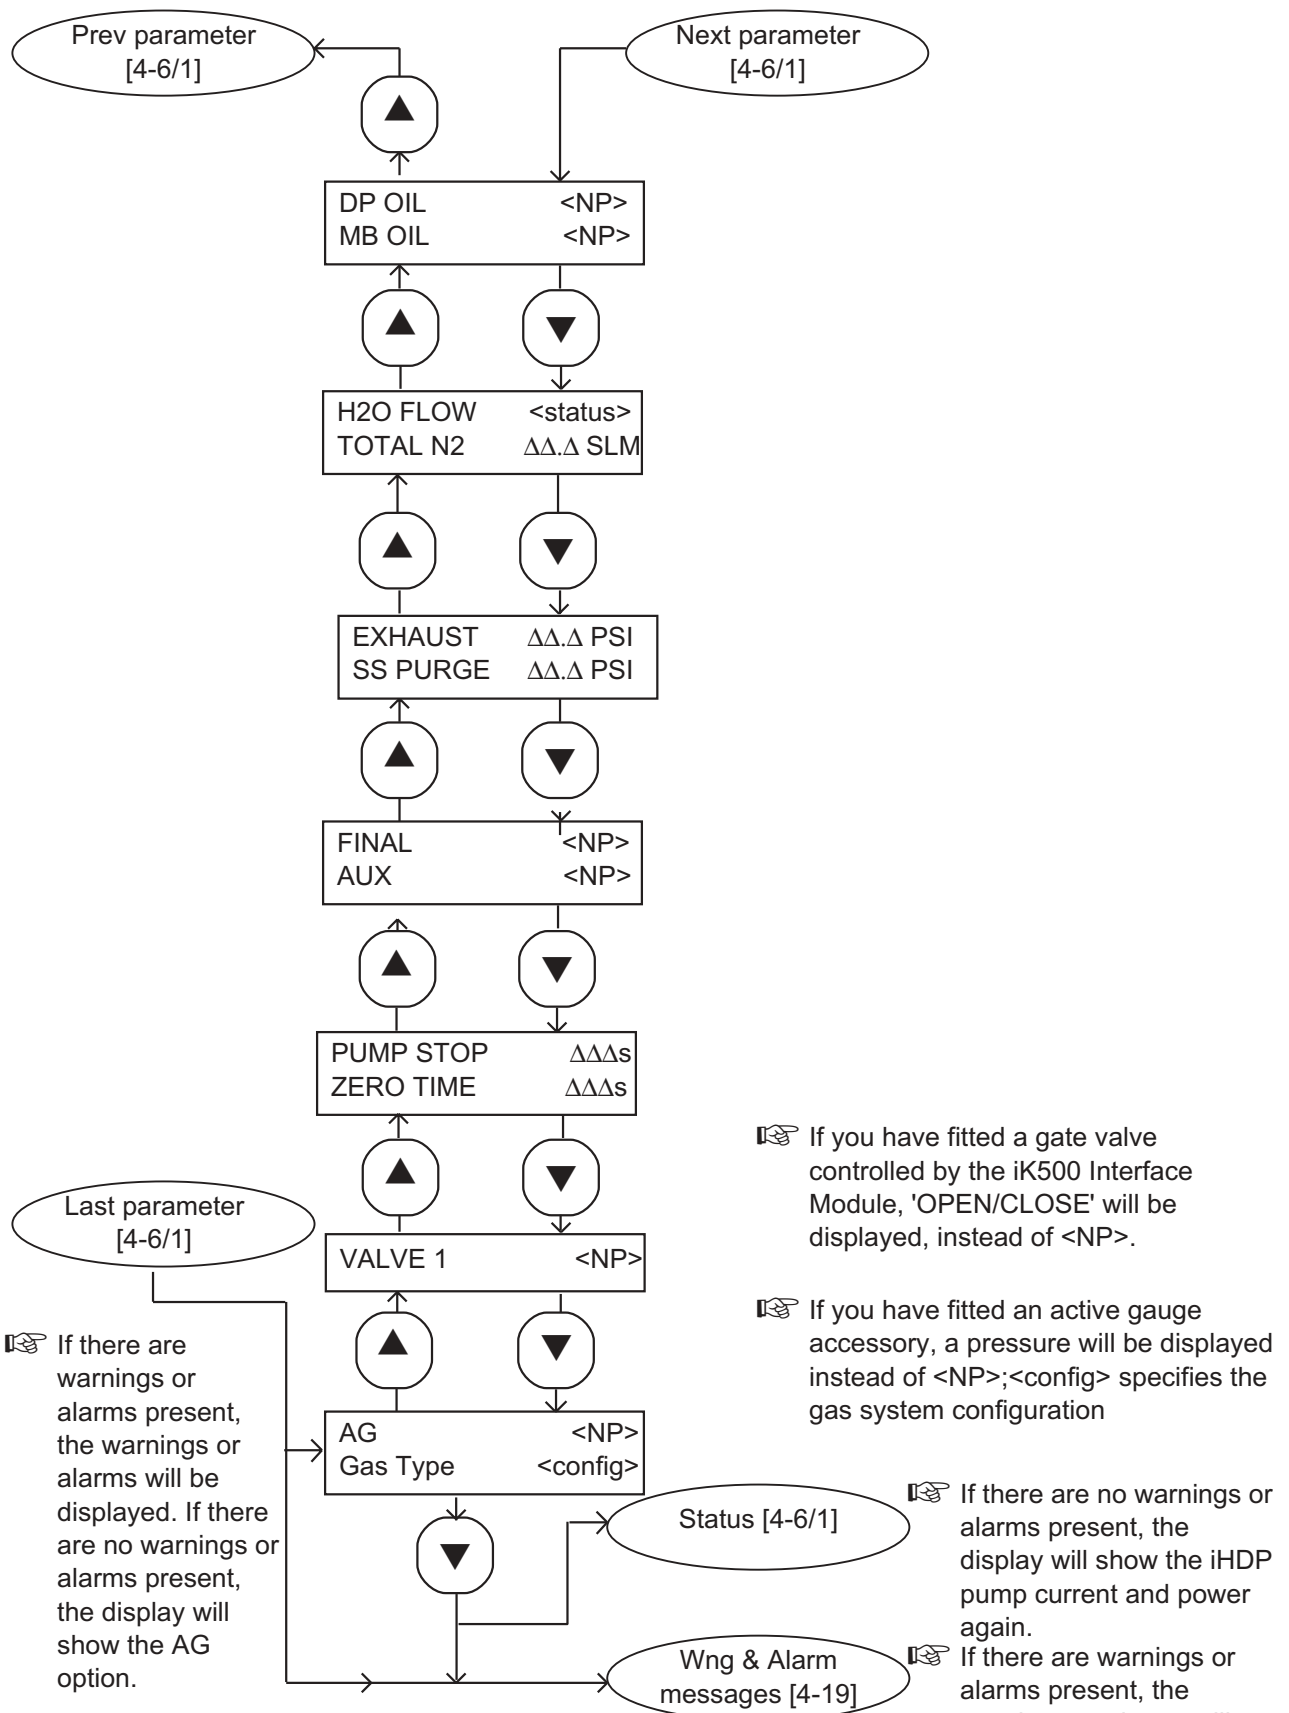 Prev parameter
[4-6/1]
Next parameter
[4-6/1]
DP OIL <NP>
MB OIL <NP>
H2O FLOW <status>
TOTAL N2 ΔΔ.Δ SLM
EXHAUST ΔΔ.Δ PSI
SS PURGE ΔΔ.Δ PSI
FINAL <NP>
AUX <NP>
PUMP STOP ΔΔΔs
ZERO TIME ΔΔΔs
If you have fitted a gate valve
controlled by the iK500 Interface
Module, 'OPEN/CLOSE' will be
displayed, instead of <NP>.
Last parameter
[4-6/1]
VALVE 1 <NP>
If you have fitted an active gauge
accessory, a pressure will be displayed
instead of <NP>;<config> specifies the
gas system configuration
If there are
warnings or
alarms present,
the warnings or
alarms will be
displayed. If there
are no warnings or
alarms present,
the display will
show the AG
option.
AG <NP>
Gas Type <config>
Status [4-6/1]
If there are no warnings or
alarms present, the
display will show the iHDP
pump current and power
again.
Wng & Alarm
messages [4-19]
If there are warnings or
alarms present, the